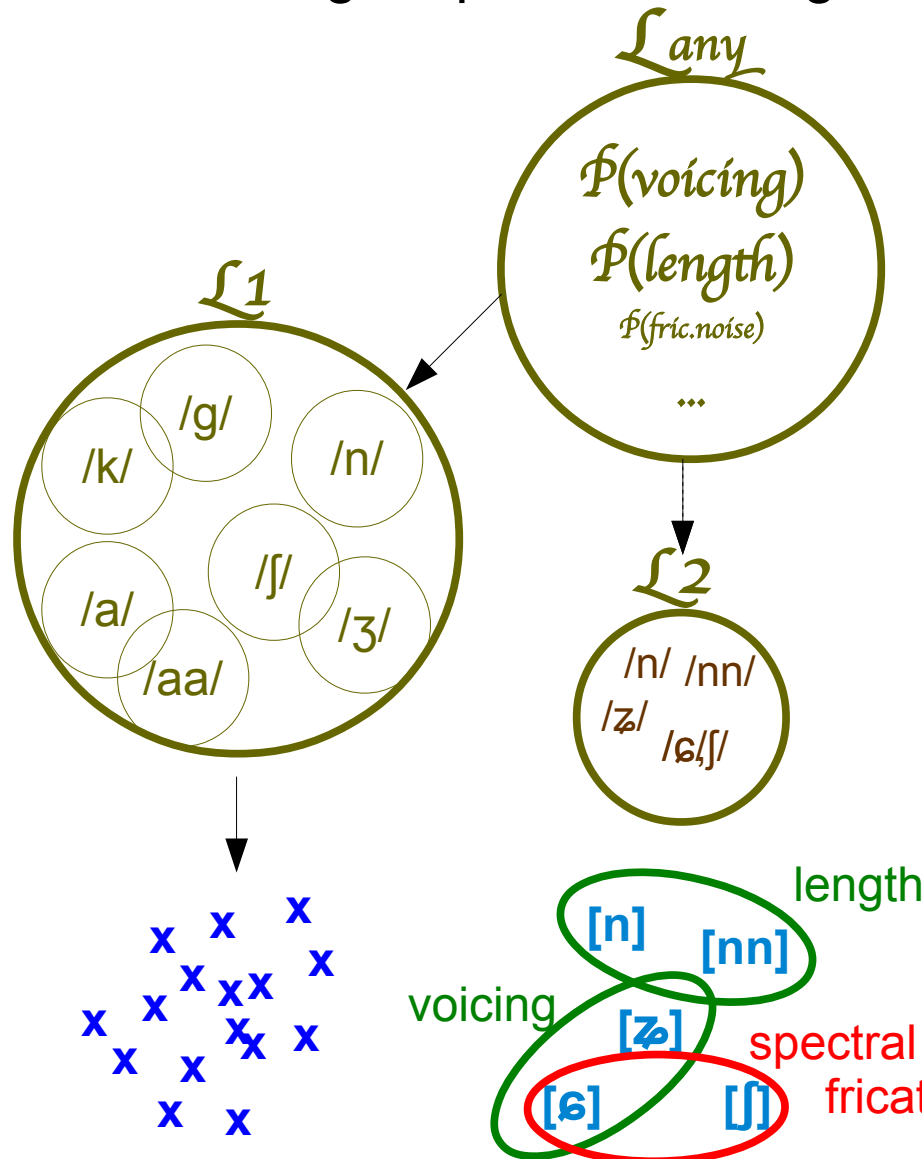 ℒany
𝒫(voicing)
𝒫(length)
𝒫(fric.noise)
...
ℒ1
/g/
/k/
/n/
/ʃ/
/a/
/ʒ/
/aa/
ℒ2
/n/ /nn/
/ʑ/
/ɕ,ʃ/
x x x x x x x x x x x x x x x x x
length
[n]
[nn]
voicing
[ʑ]
spectral
[ɕ] [ʃ]